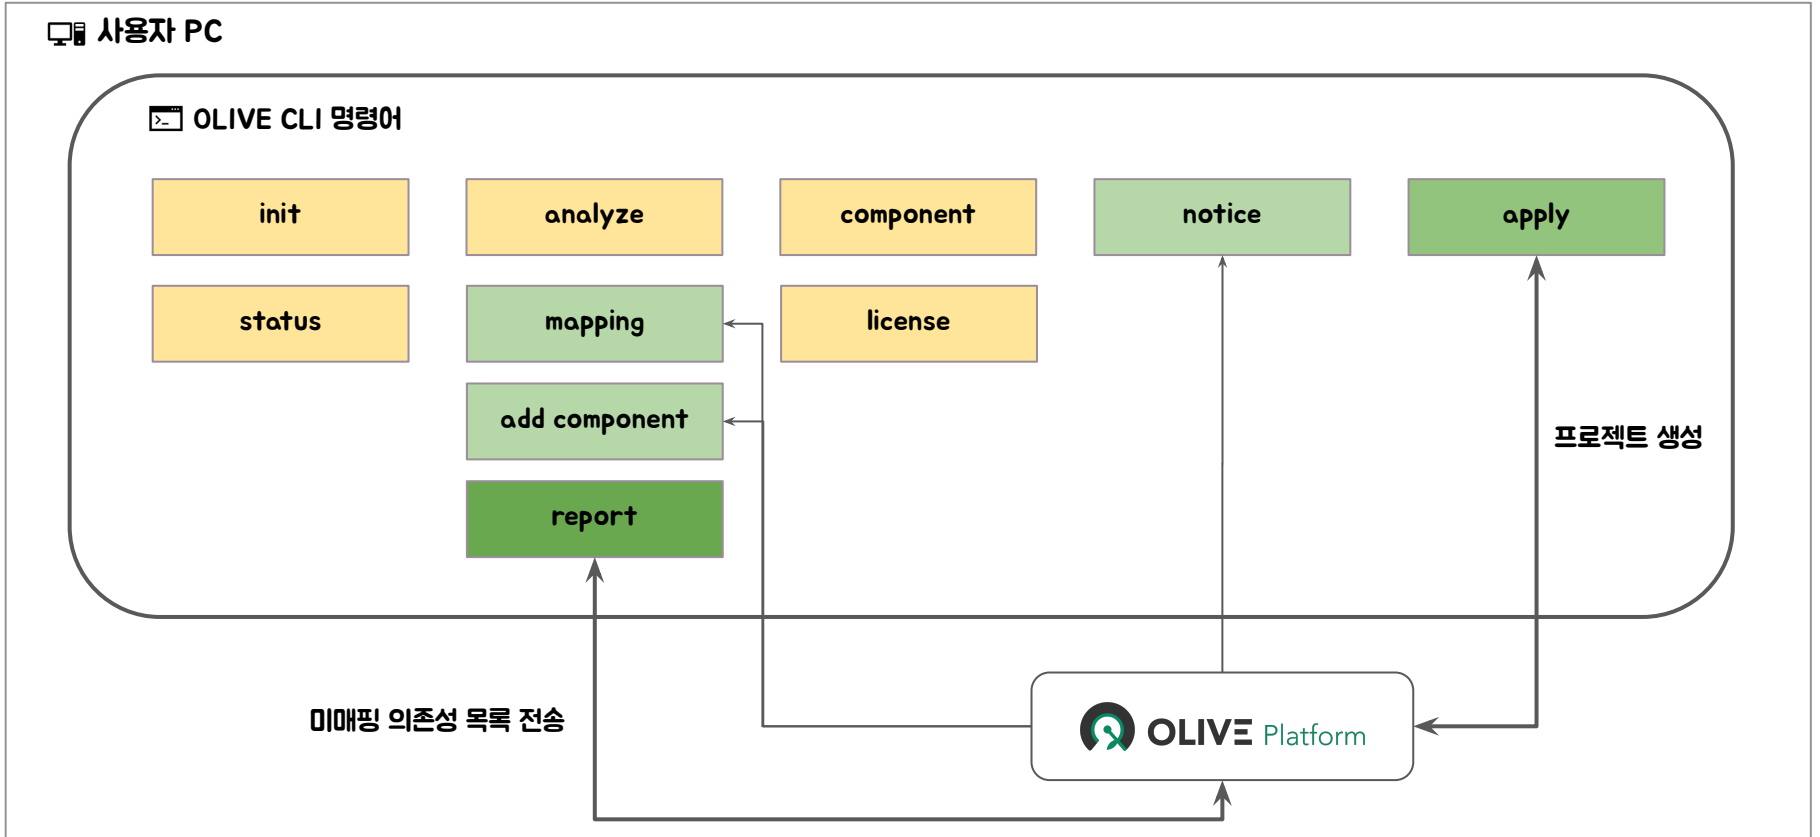 사용자 PC
OLIVE CLI 명령어
init
analyze
component
notice
apply
status
mapping
license
add component
프로젝트 생성
report
미매핑 의존성 목록 전송
OLIVE Platform